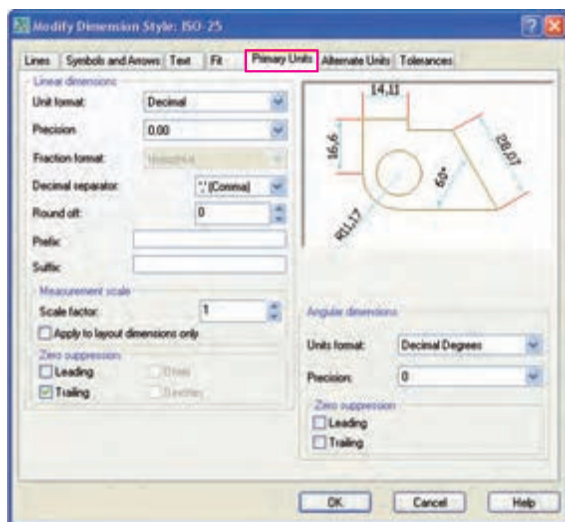 Modify Dimension Style: ISO-25
Lines Symbols and Arrows Text Fit Primary Units Alternate Units Tolerances
Linear dimensions
Unit format: Decimal
Precision 0.00
Fraction format:
Decimal separator: ',' (Comma)
Round off: 0
Prefix:
Suffix:
Measurement scale
Scale factor: 1
Apply to layout dimensions only
Zero suppression
Leading
Trailing
14,11
16,6
28,07
60°
R11,17
Angular dimensions
Units format: Decimal Degrees
Precision: 0
Zero suppression
Leading
Trailing
OK Cancel Help